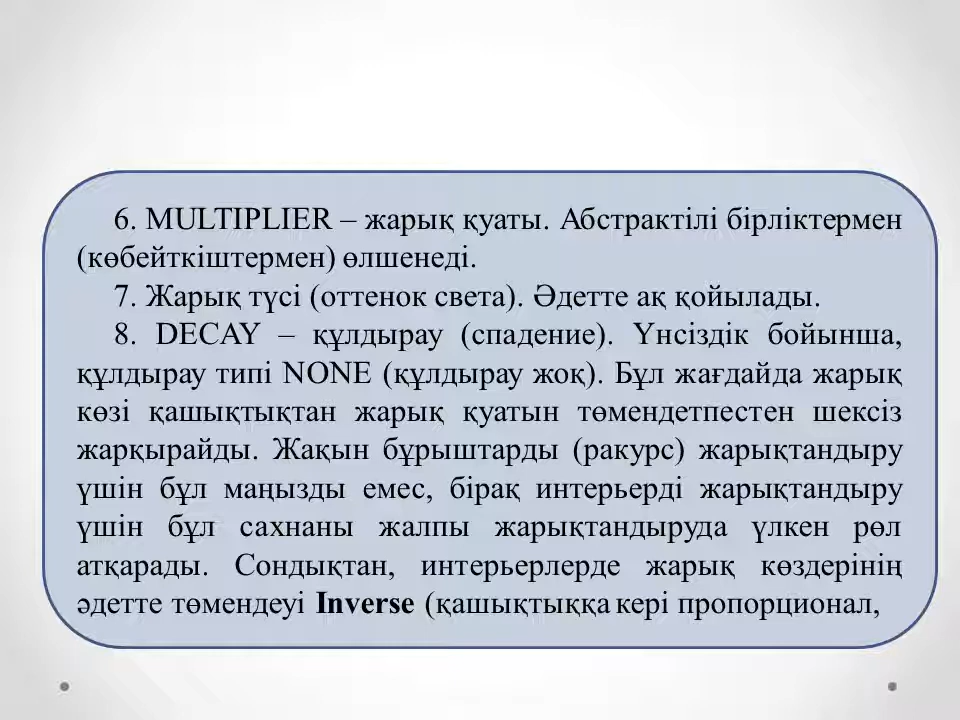 6. MULTIPLIER – жарық қуаты. Абстрактілі бірліктермен
(көбейткіштермен) өлшенеді.
7. Жарық түсі (оттенок света). Әдетте ақ қойылады.
8. DECAY – құлдырау (спадение). Үнсіздік бойынша,
құлдырау типі NONE (құлдырау жоқ). Бұл жағдайда жарық
көзі қашықтықтан жарық қуатын төмендетпестен шексіз
жарқырайды. Жақын бұрыштарды (ракурс) жарықтандыру
үшін бұл маңызды емес, бірақ интерьерді жарықтандыру
үшін бұл сахнаны жалпы жарықтандыруда үлкен рөл
атқарады. Сондықтан, интерьерлерде жарық көздерінің
әдетте төмендеуі Inverse (қашықтыққа кері пропорционал,